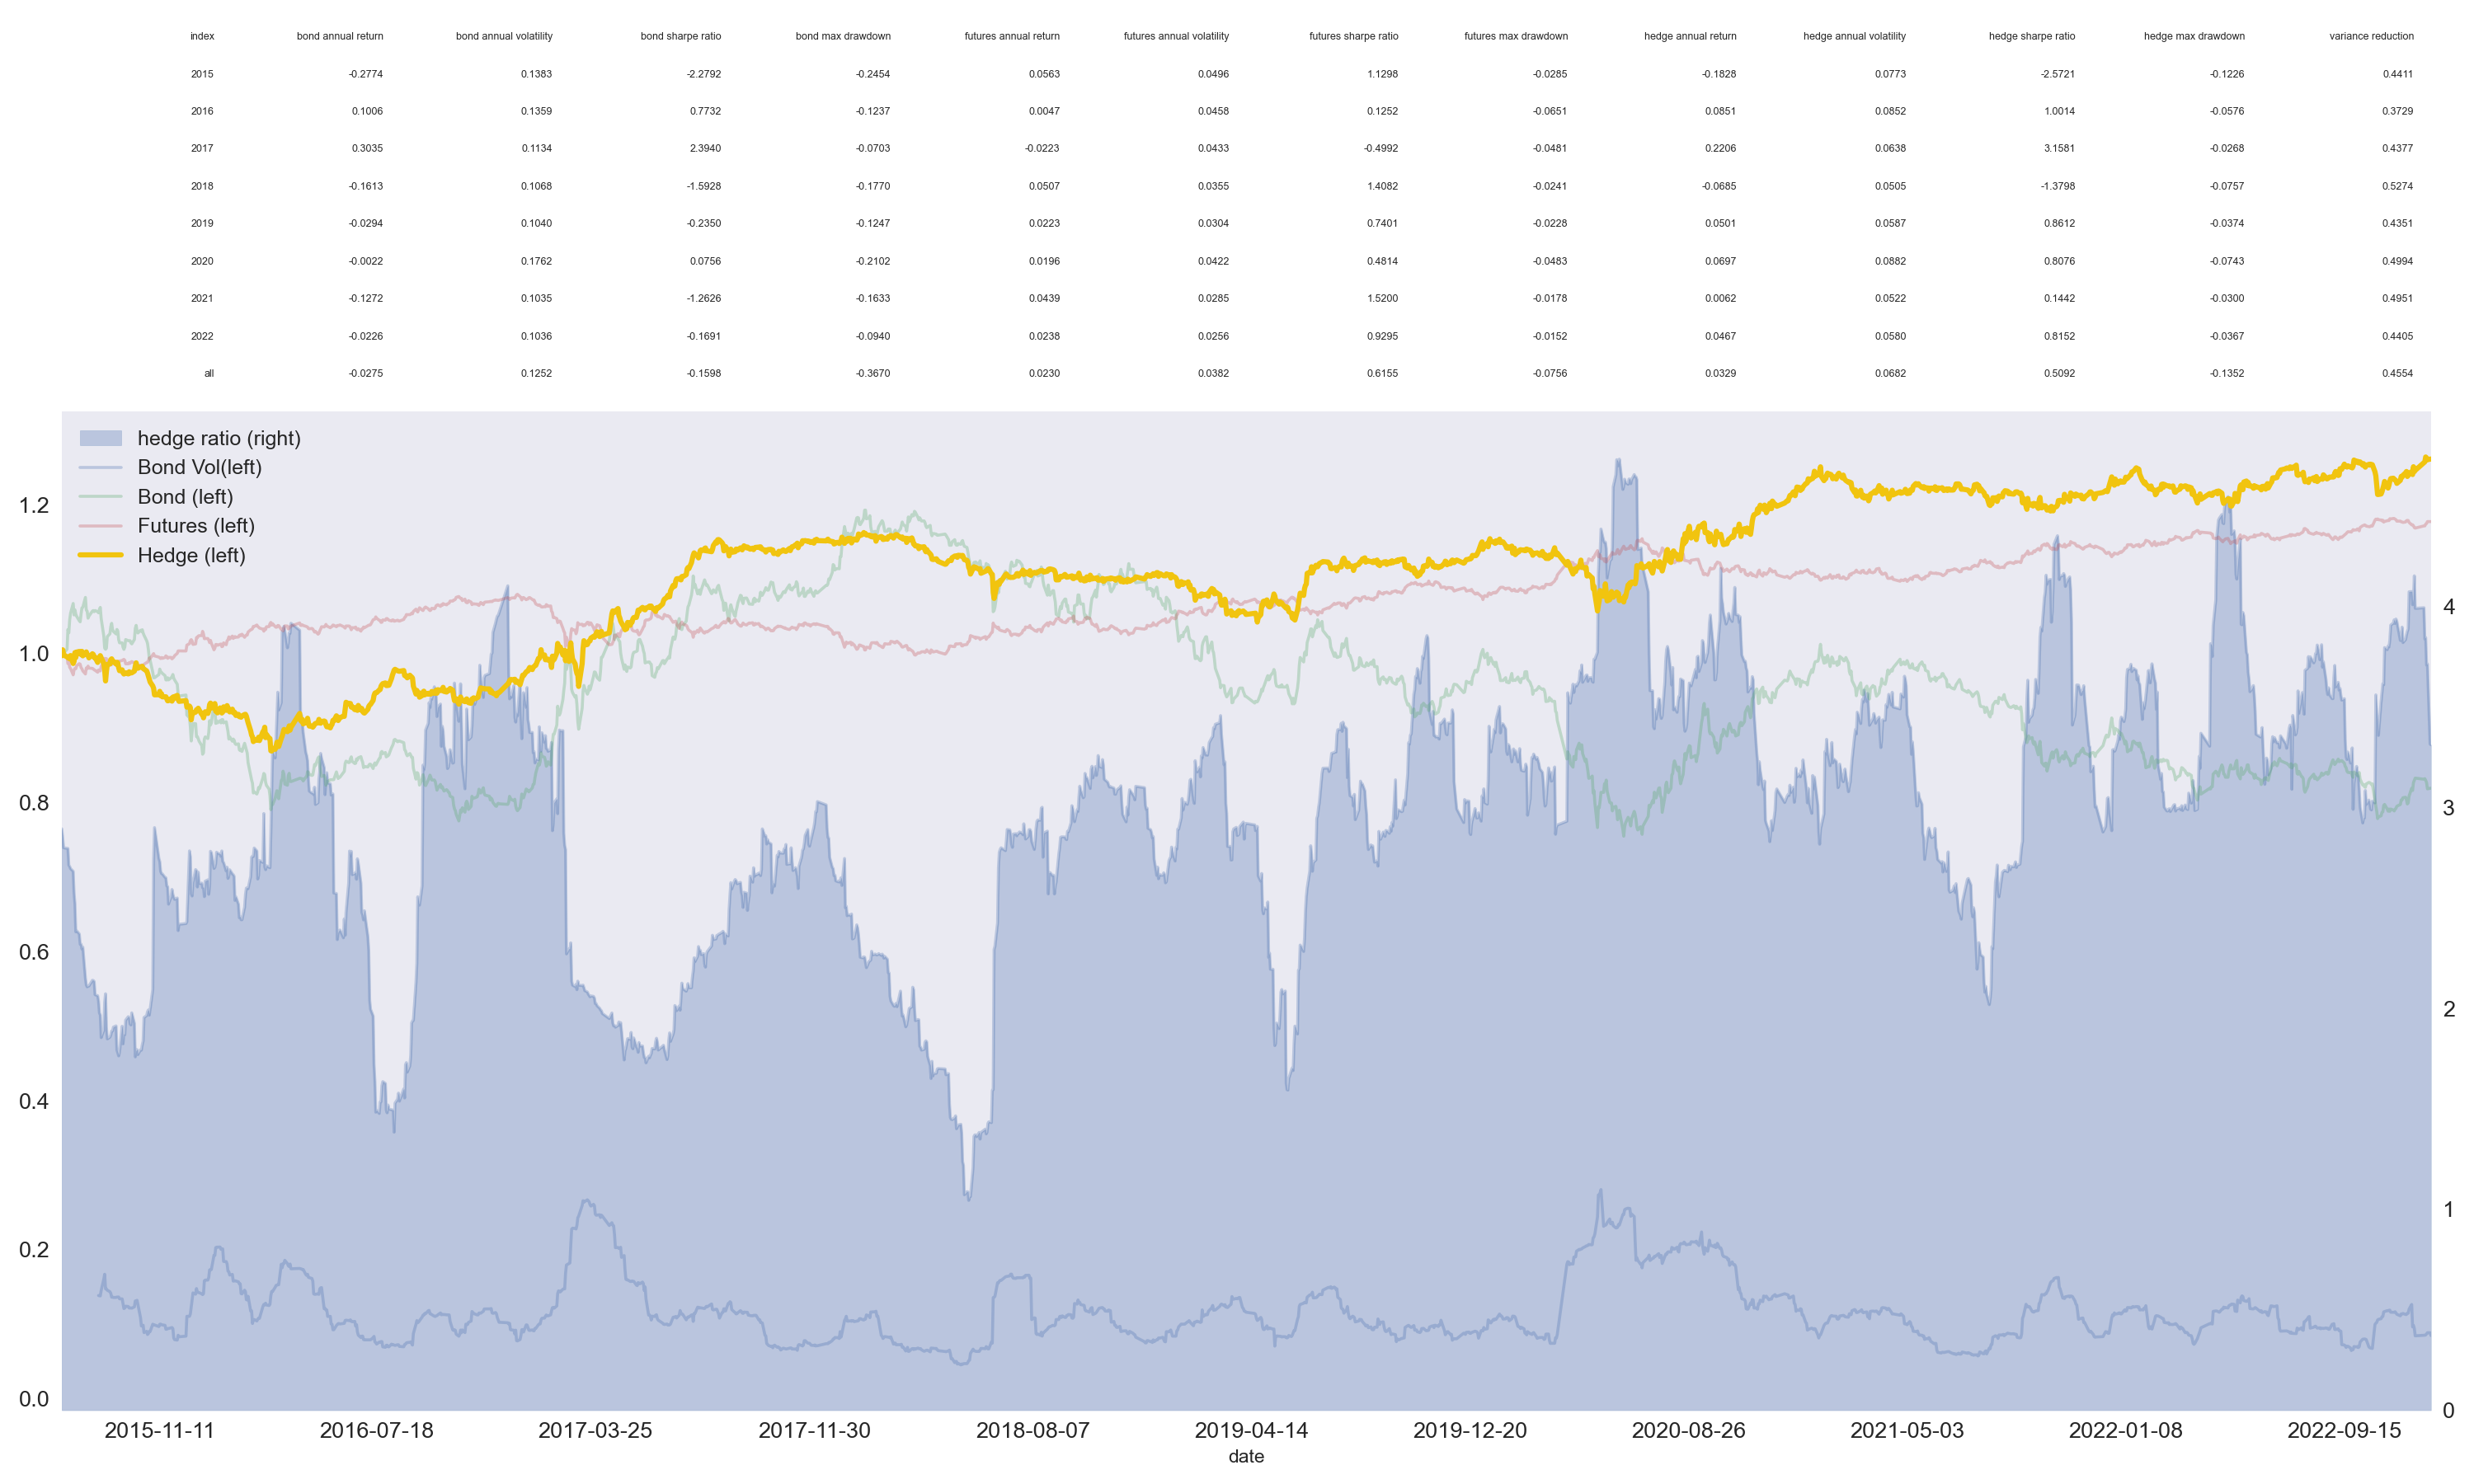 index bond annual return bond annual volatility bond sharpe ratio bond max drawdown futures annual return futures annual volatility futures sharpe ratio futures max drawdown hedge annual return hedge annual volatility hedge sharpe ratio hedge max drawdown variance reduction
2015 -0.2774 0.1383 -2.2792 -0.2454 0.0563 0.0496 1.1298 -0.0285 -0.1828 0.0773 -2.5721 -0.1226 0.4411
2016 0.1006 0.1359 0.7732 -0.1237 0.0047 0.0458 0.1252 -0.0651 0.0851 0.0852 1.0014 -0.0576 0.3729
2017 0.3035 0.1134 2.3940 -0.0703 -0.0223 0.0433 -0.4992 -0.0481 0.2206 0.0638 3.1581 -0.0268 0.4377
2018 -0.1613 0.1068 -1.5928 -0.1770 0.0507 0.0355 1.4082 -0.0241 -0.0685 0.0505 -1.3798 -0.0757 0.5274
2019 -0.0294 0.1040 -0.2350 -0.1247 0.0223 0.0304 0.7401 -0.0228 0.0501 0.0587 0.8612 -0.0374 0.4351
2020 -0.0022 0.1762 0.0756 -0.2102 0.0196 0.0422 0.4814 -0.0483 0.0697 0.0882 0.8076 -0.0743 0.4994
2021 -0.1272 0.1035 -1.2626 -0.1633 0.0439 0.0285 1.5200 -0.0178 0.0062 0.0522 0.1442 -0.0300 0.4951
2022 -0.0226 0.1036 -0.1691 -0.0940 0.0238 0.0256 0.9295 -0.0152 0.0467 0.0580 0.8152 -0.0367 0.4405
all -0.0275 0.1252 -0.1598 -0.3670 0.0230 0.0382 0.6155 -0.0756 0.0329 0.0682 0.5092 -0.1352 0.4554
hedge ratio (right)
Bond Vol(left)
Bond (left)
Futures (left)
Hedge (left)
1.2
1.0
0.8
0.6
0.4
0.2
0.0
4
3
2
1
0
2015-11-11 2016-07-18 2017-03-25 2017-11-30 2018-08-07 2019-04-14 2019-12-20 2020-08-26 2021-05-03 2022-01-08 2022-09-15
date